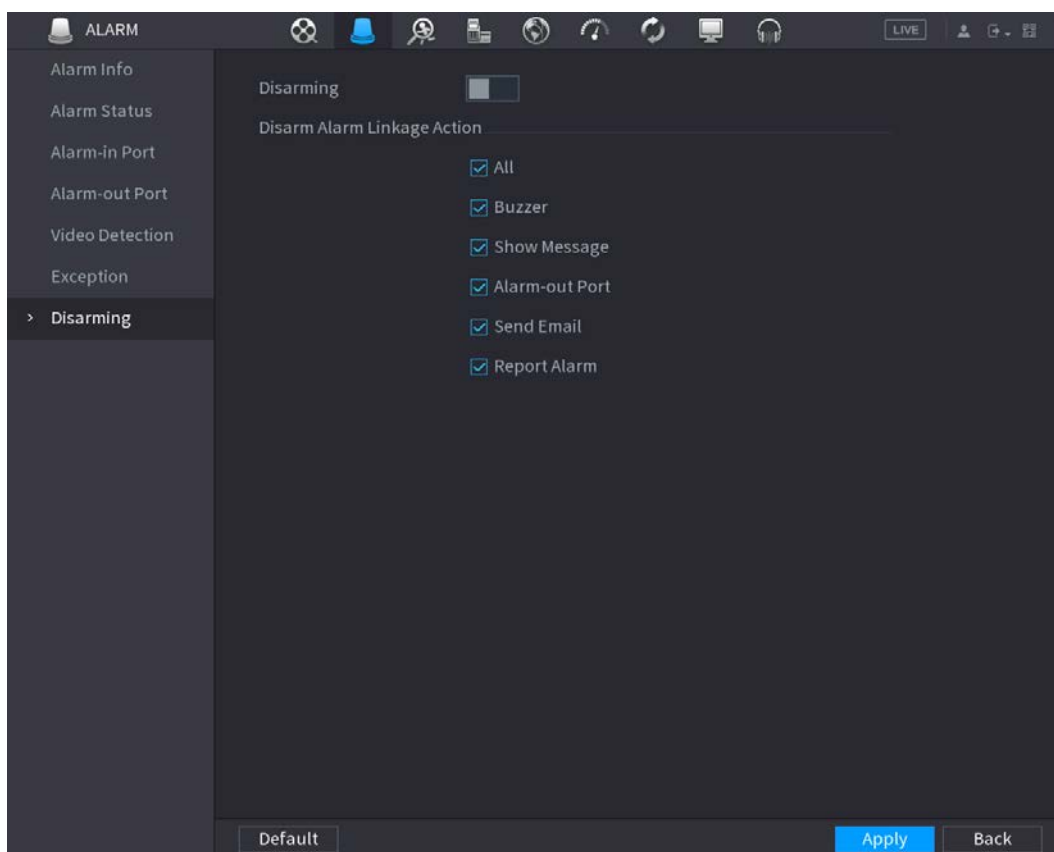 ALARM
LIVE
Alarm Info
Alarm Status
Alarm-in Port
Alarm-out Port
Video Detection
Exception
> Disarming
Disarming
Disarm Alarm Linkage Action
All
Buzzer
Show Message
Alarm-out Port
Send Email
Report Alarm
Default
Apply
Back